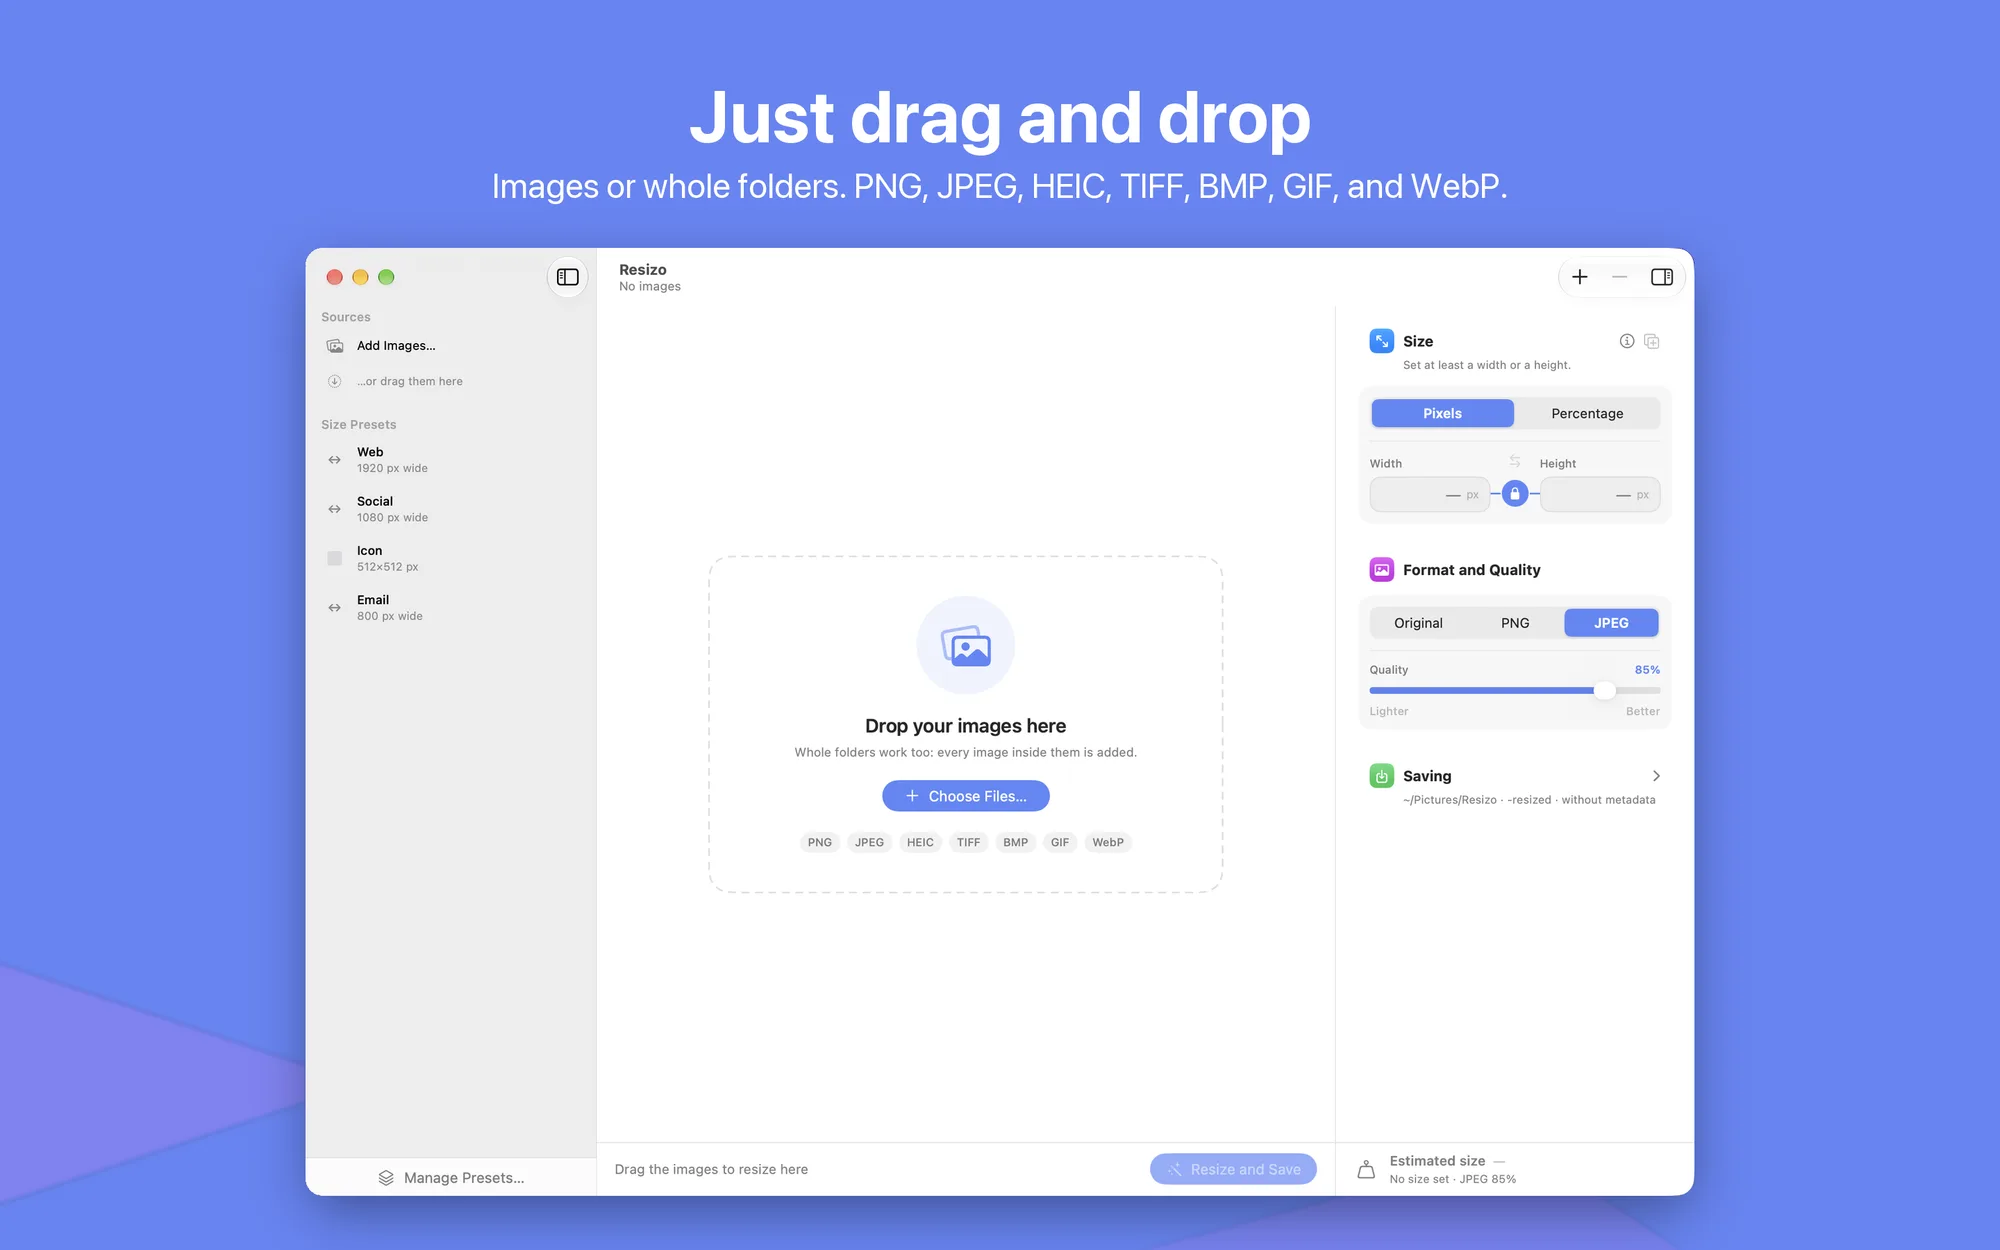 Just drag and drop
Images or whole folders. PNG, JPEG, HEIC, TIFF, BMP, GIF, and WebP.
Resizo
No images
Sources
Add Images...
...or drag them here
Size Presets
Web
1920 px wide
Social
1080 px wide
Icon
512×512 px
Email
800 px wide
Manage Presets...
Drop your images here
Whole folders work too: every image inside them is added.
Choose Files...
PNG JPEG HEIC TIFF BMP GIF WebP
Drag the images to resize here
Resize and Save
Size
Set at least a width or a height.
Pixels Percentage
Width Height
— px — px
Format and Quality
Original PNG JPEG
Quality 85%
Lighter Better
Saving
~/Pictures/Resizo · -resized · without metadata
Estimated size —
No size set · JPEG 85%